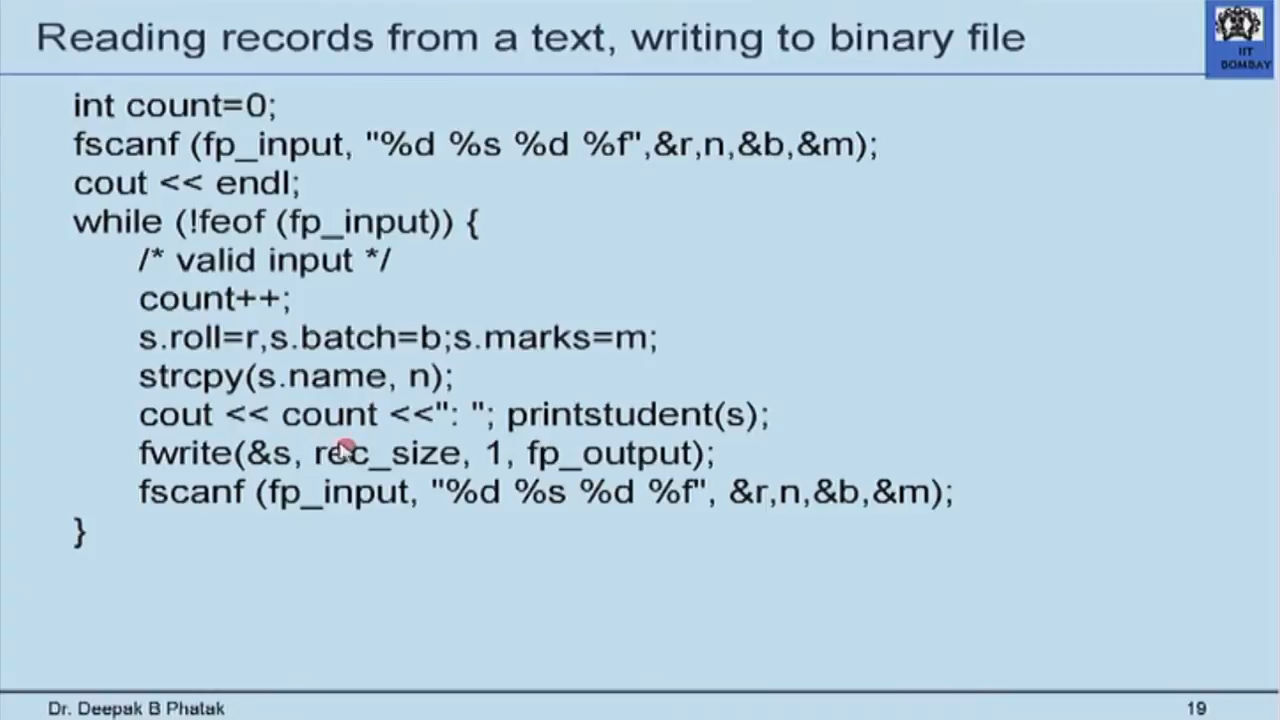 Reading records from a text, writing to binary file
IIT
BOMBAY
int count=0;
fscanf (fp_input, "%d %s %d %f",&r,n,&b,&m);
cout << endl;
while (!feof (fp_input)) {
/* valid input */
count++;
s.roll=r,s.batch=b;s.marks=m;
strcpy(s.name, n);
cout << count <<": "; printstudent(s);
fwrite(&s, rec_size, 1, fp_output);
fscanf (fp_input, "%d %s %d %f", &r,n,&b,&m);
}
Dr. Deepak B Phatak
19